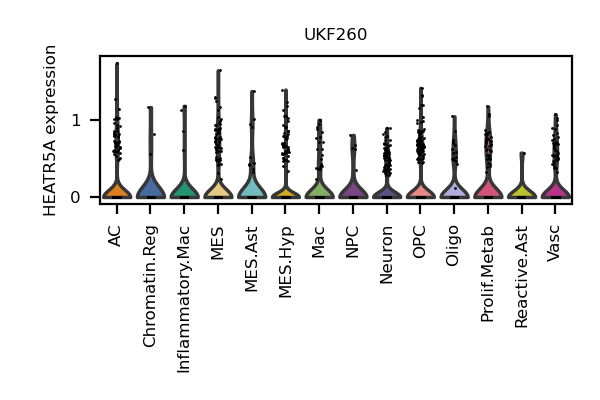 UKF260
HEATR5A expression
1
0
AC
Chromatin.Reg
Inflammatory.Mac
MES
MES.Ast
MES.Hyp
Mac
NPC
Neuron
OPC
Oligo
Prolif.Metab
Reactive.Ast
Vasc